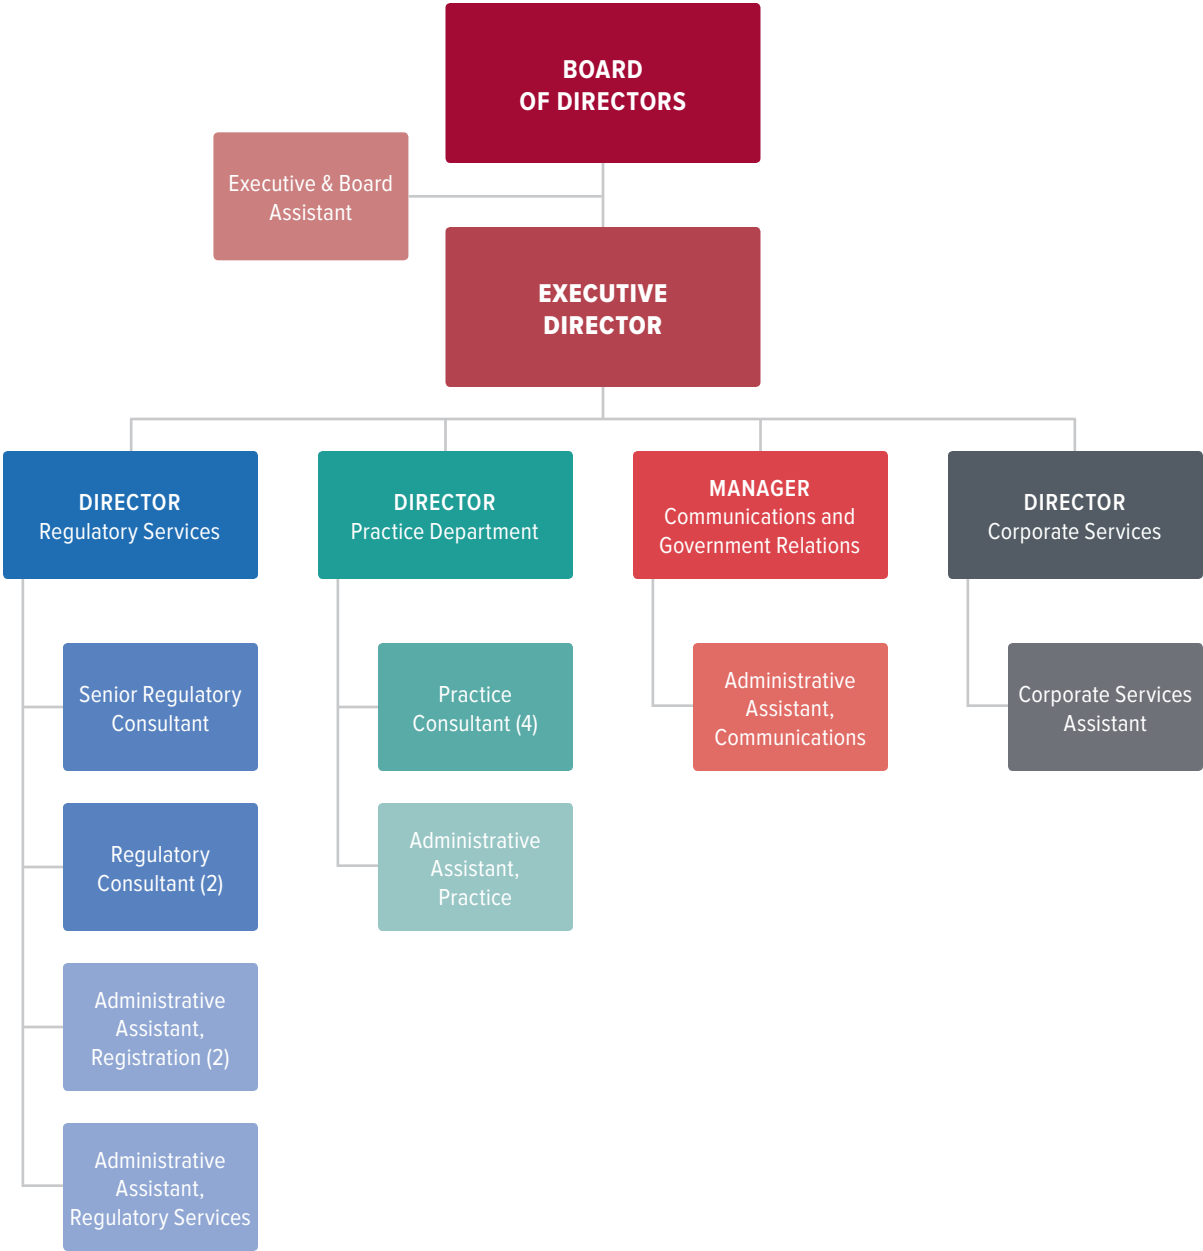 BOARD
OF DIRECTORS
Executive & Board
Assistant
EXECUTIVE
DIRECTOR
DIRECTOR
Regulatory Services
DIRECTOR
Practice Department
MANAGER
Communications and
Government Relations
DIRECTOR
Corporate Services
Senior Regulatory
Consultant
Regulatory
Consultant (2)
Administrative
Assistant,
Registration (2)
Administrative
Assistant,
Regulatory Services
Practice
Consultant (4)
Administrative
Assistant,
Practice
Administrative
Assistant,
Communications
Corporate Services
Assistant